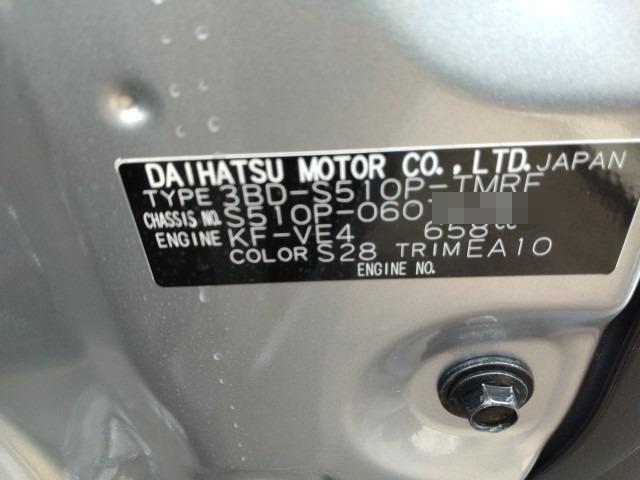 DAIHATSU MOTOR CO., LTD. JAPAN
TYPE 3BD-S510P-TMRF
CHASSIS NO. S510P-060
ENGINE KF-VE4 658cc
COLOR S28 TRIM EA10
ENGINE NO.